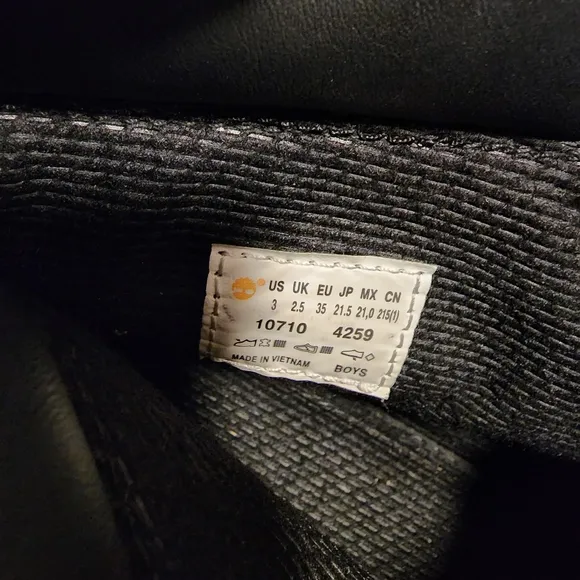 ® US UK EU JP MX CN
3 2.5 35 21.5 21,0 215(1)
10710 4259
MADE IN VIETNAM BOYS